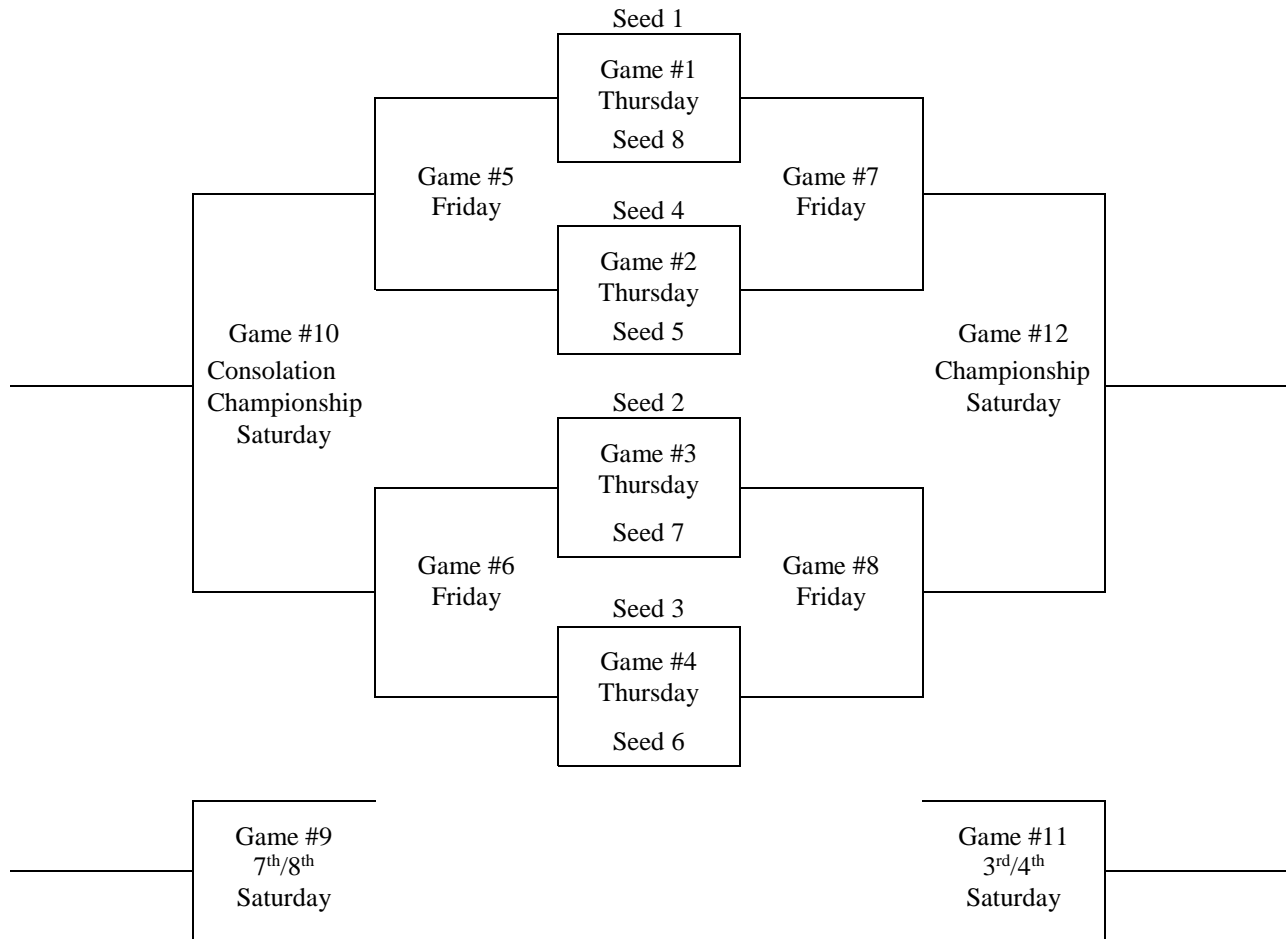 Seed 1
Game #1
Thursday
Seed 8
Game #5
Friday
Game #7
Friday
Seed 4
Game #2
Thursday
Seed 5
Game #10
Consolation
Championship
Saturday
Game #12
Championship
Saturday
Seed 2
Game #3
Thursday
Seed 7
Game #6
Friday
Game #8
Friday
Seed 3
Game #4
Thursday
Seed 6
Game #9
7th/8th
Saturday
Game #11
3rd/4th
Saturday